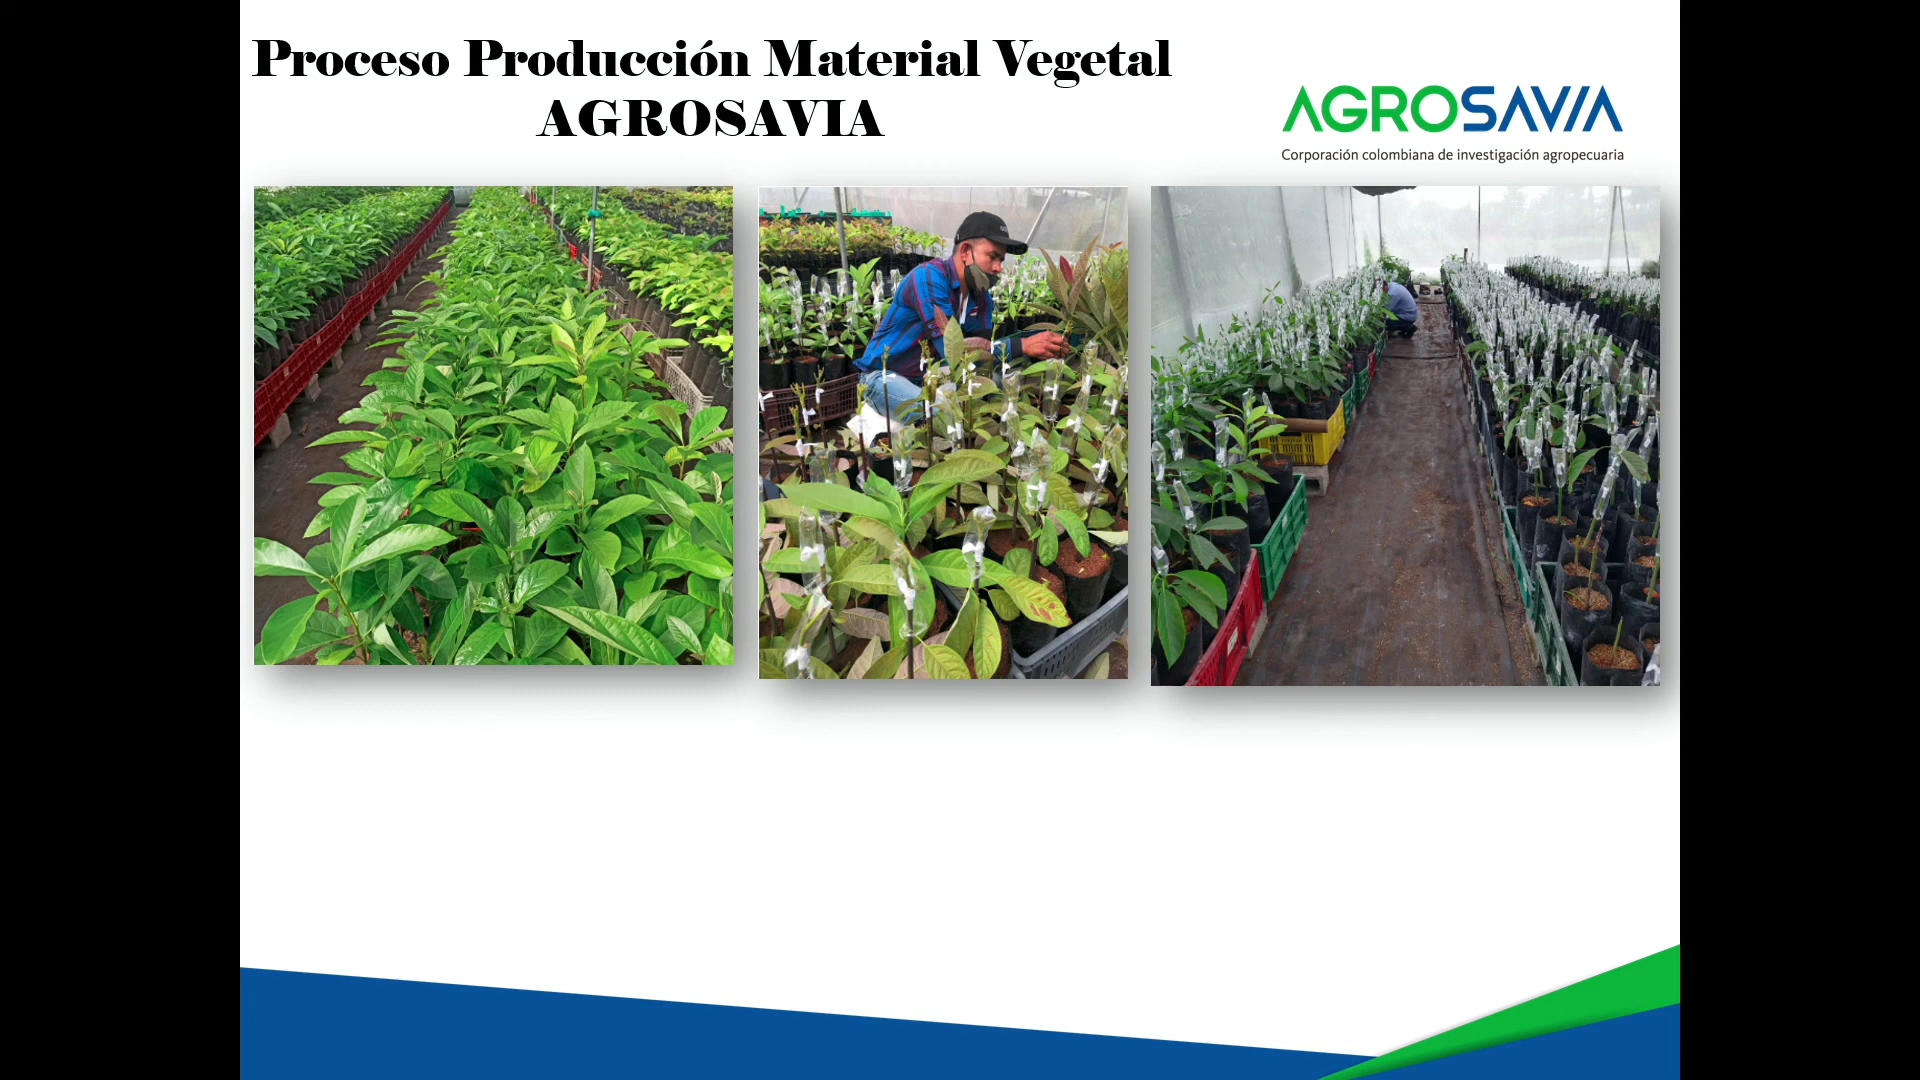 Proceso Producción Material Vegetal
AGROSAVIA
AGROSAVIA
Corporación colombiana de investigación agropecuaria